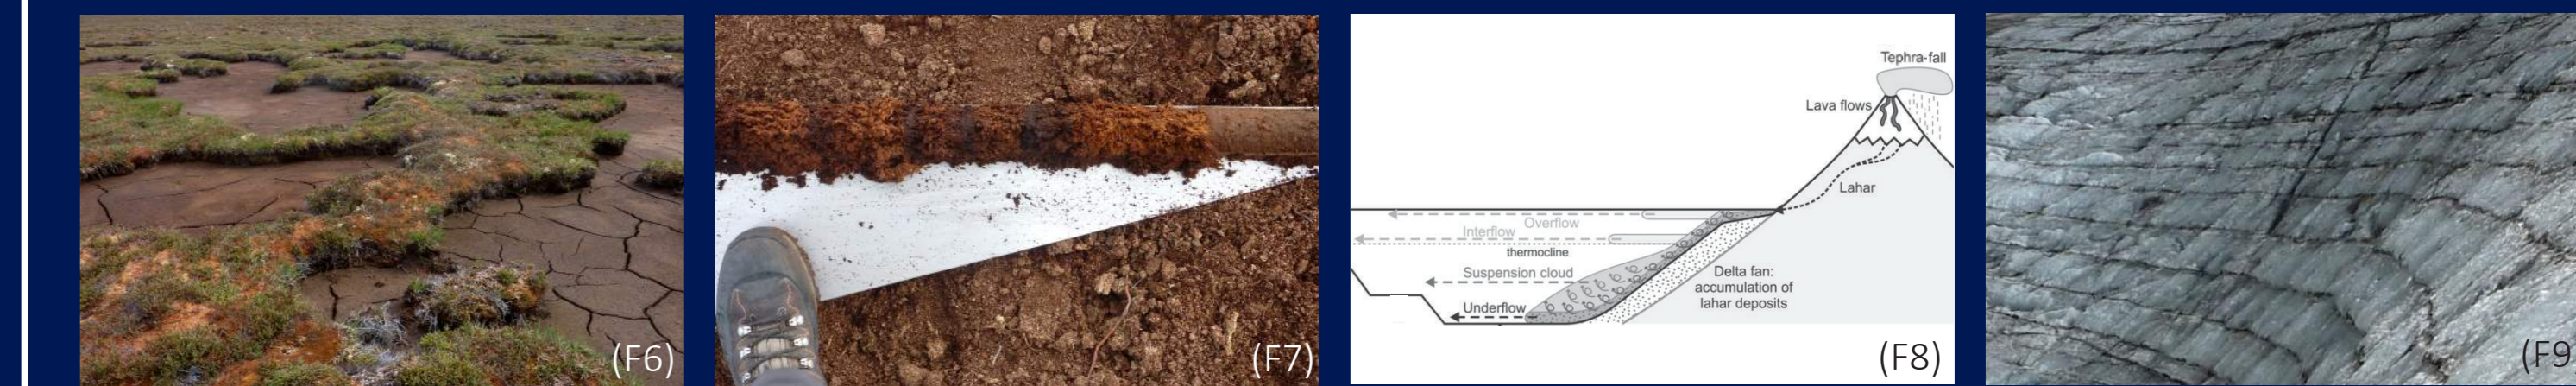 Tephra-fall
Lava flows
Lahar
Overflow
Interflow
thermocline
Suspension cloud
Delta fan:
accumulation of
lahar deposits
Underflow
(F6)
(F7)
(F8)
(F9